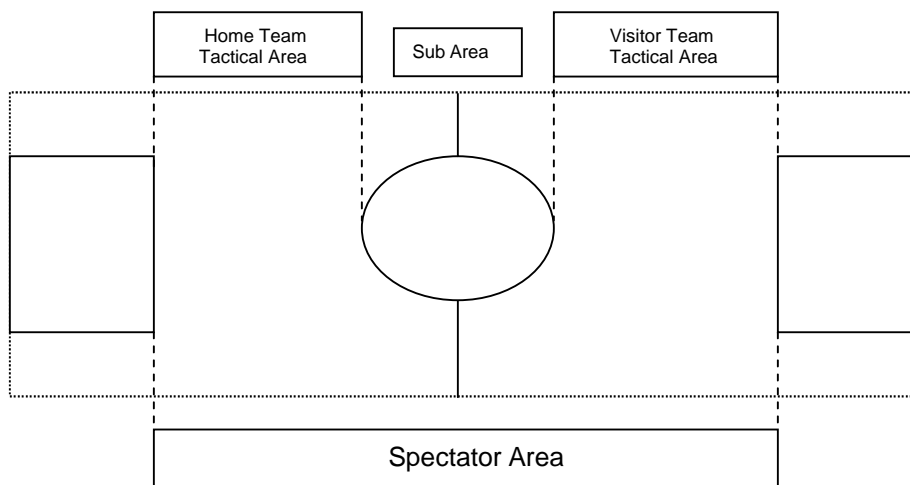 Home Team
Tactical Area
Sub Area
Visitor Team
Tactical Area
Spectator Area